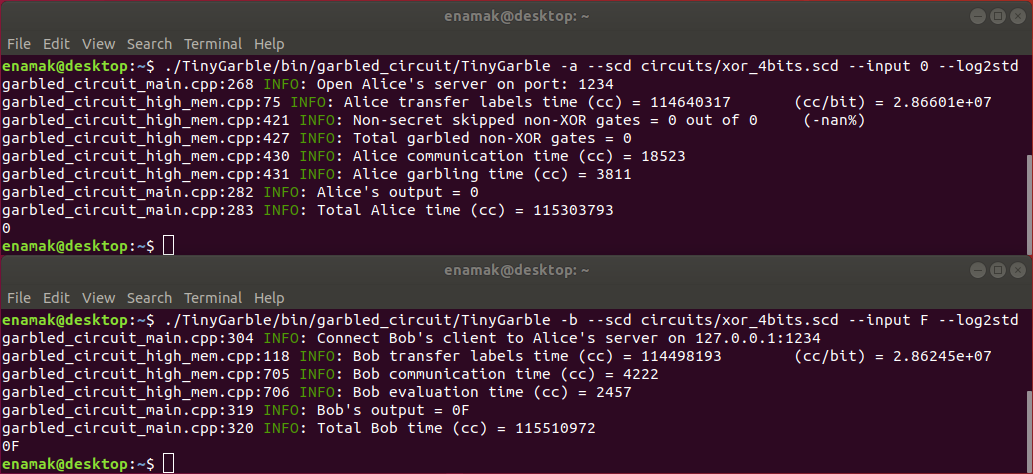 enamak@desktop: ~
File Edit View Search Terminal Help
enamak@desktop:~$ ./TinyGarble/bin/garbled_circuit/TinyGarble -a --scd circuits/xor_4bits.scd --input 0 --log2std
garbled_circuit_main.cpp:268 INFO: Open Alice's server on port: 1234
garbled_circuit_high_mem.cpp:75 INFO: Alice transfer labels time (cc) = 114640317 (cc/bit) = 2.86601e+07
garbled_circuit_high_mem.cpp:421 INFO: Non-secret skipped non-XOR gates = 0 out of 0 (-nan%)
garbled_circuit_high_mem.cpp:427 INFO: Total garbled non-XOR gates = 0
garbled_circuit_high_mem.cpp:430 INFO: Alice communication time (cc) = 18523
garbled_circuit_high_mem.cpp:431 INFO: Alice garbling time (cc) = 3811
garbled_circuit_main.cpp:282 INFO: Alice's output = 0
garbled_circuit_main.cpp:283 INFO: Total Alice time (cc) = 115303793
0
enamak@desktop:~$
enamak@desktop: ~
File Edit View Search Terminal Help
enamak@desktop:~$ ./TinyGarble/bin/garbled_circuit/TinyGarble -b --scd circuits/xor_4bits.scd --input F --log2std
garbled_circuit_main.cpp:304 INFO: Connect Bob's client to Alice's server on 127.0.0.1:1234
garbled_circuit_high_mem.cpp:118 INFO: Bob transfer labels time (cc) = 114498193 (cc/bit) = 2.86245e+07
garbled_circuit_high_mem.cpp:705 INFO: Bob communication time (cc) = 4222
garbled_circuit_high_mem.cpp:706 INFO: Bob evaluation time (cc) = 2457
garbled_circuit_main.cpp:319 INFO: Bob's output = 0F
garbled_circuit_main.cpp:320 INFO: Total Bob time (cc) = 115510972
0F
enamak@desktop:~$